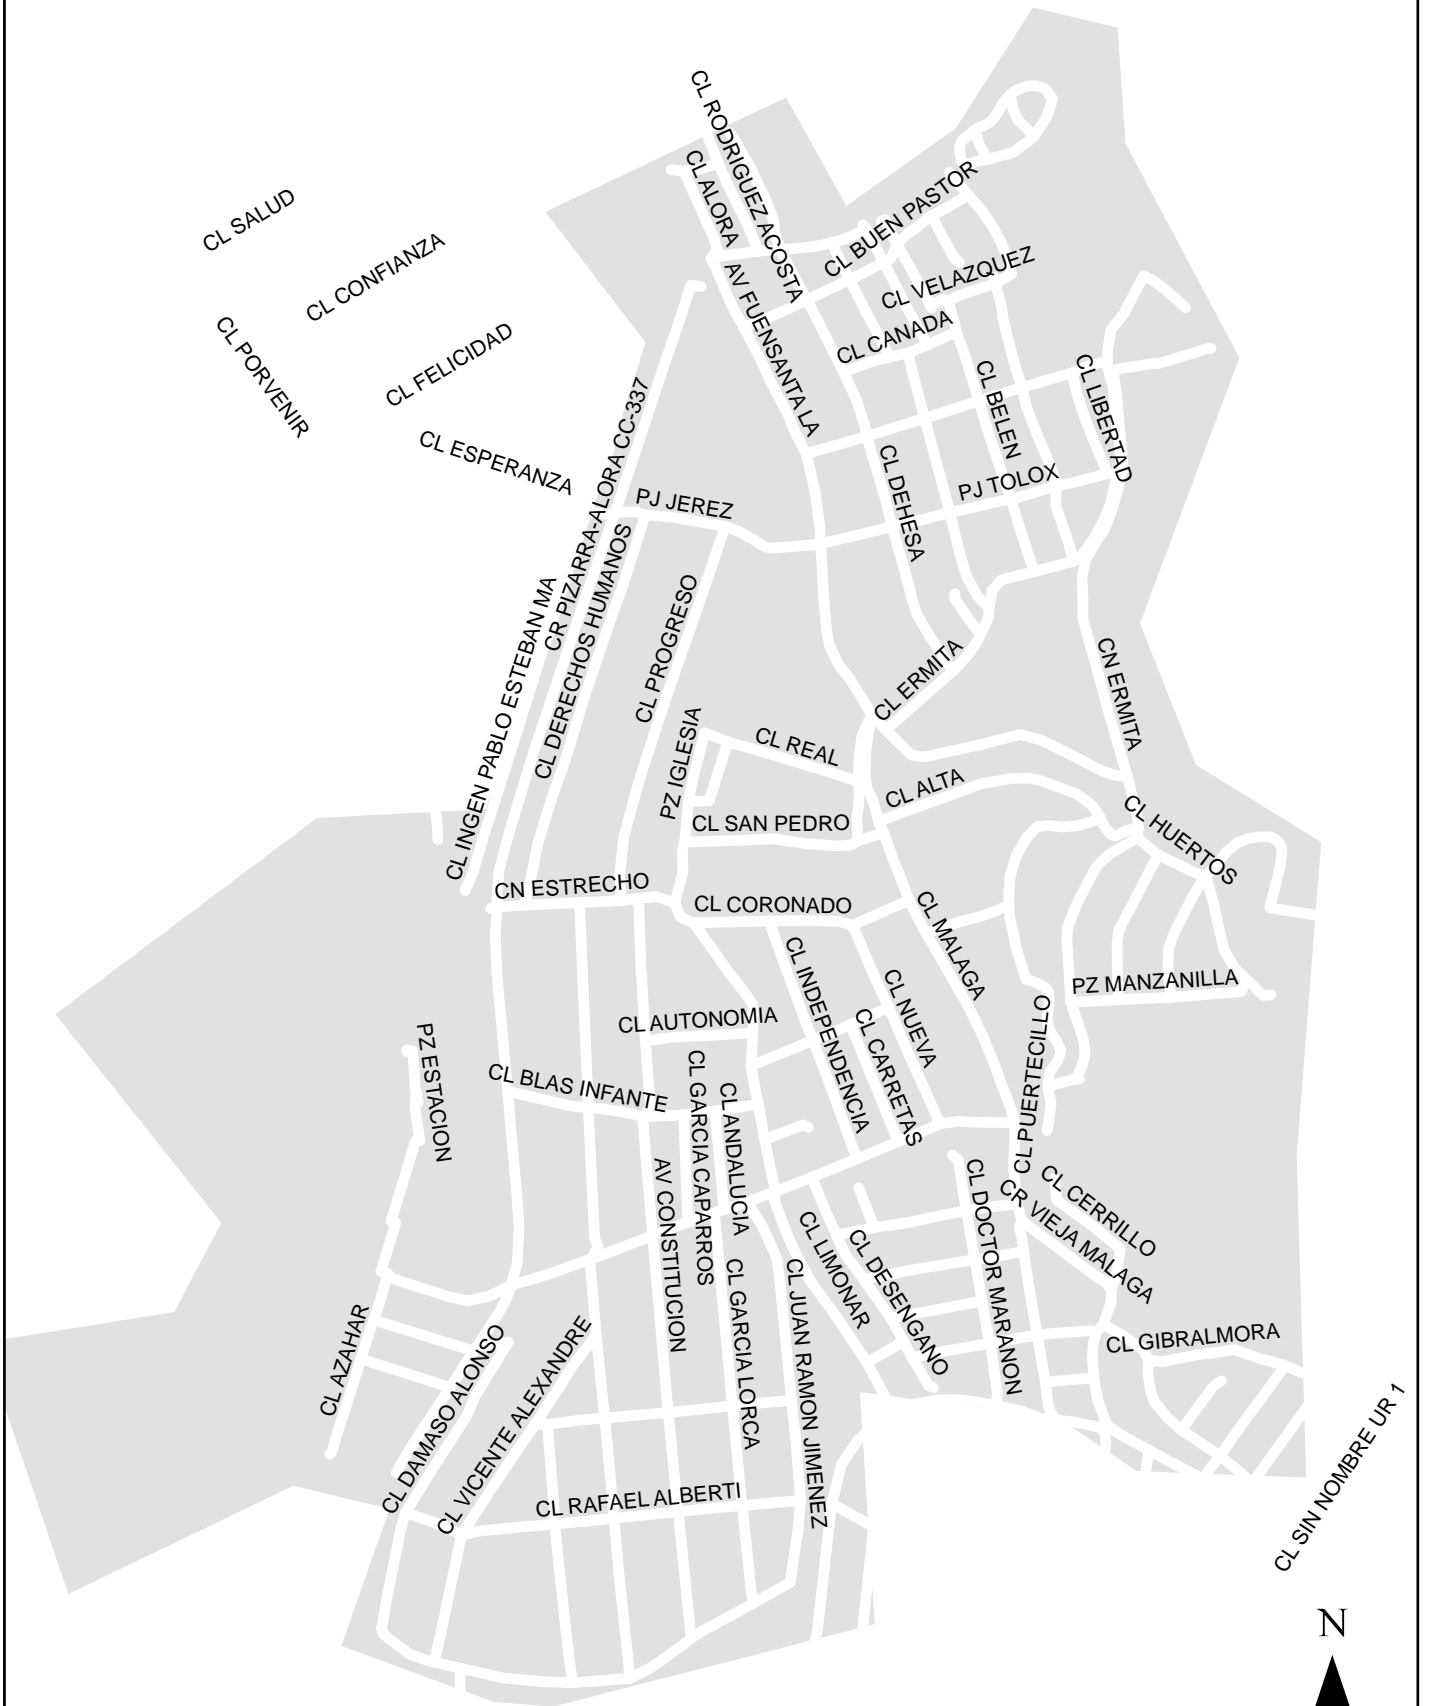 CL RODRIGUEZ ACOSTA
CL ALORA
CL BUEN PASTOR
CL SALUD
CL CONFIANZA
CL VELAZQUEZ
AV FUENSANTA LA
CL CANADA
CL PORVENIR
CL FELICIDAD
CL BELEN
CL LIBERTAD
CR PIZARRA-ALORA CC-337
CL ESPERANZA
CL DEHESA
PJ TOLOX
PJ JEREZ
CL DERECHOS HUMANOS
CL INGEN PABLO ESTEBAN MA
CL PROGRESO
CL ERMITA
CN ERMITA
PZ IGLESIA
CL REAL
CL ALTA
CL SAN PEDRO
CL HUERTOS
CN ESTRECHO
CL CORONADO
CL MALAGA
CL INDEPENDENCIA
CL NUEVA
PZ MANZANILLA
CL AUTONOMIA
CL CARRETAS
CL PUERTECILLO
PZ ESTACION
CL BLAS INFANTE
CL GARCIA CAPARROS
CL ANDALUCIA
AV CONSTITUCION
CL DOCTOR MARANON
CL CERRILLO
CR VIEJA MALAGA
CL LIMONAR
CL DESENGANO
CL GARCIA LORCA
CL JUAN RAMON JIMENEZ
CL AZAHAR
CL DAMASO ALONSO
CL VICENTE ALEXANDRE
CL GIBRALMORA
CL RAFAEL ALBERTI
CL SIN NOMBRE UR 1
N